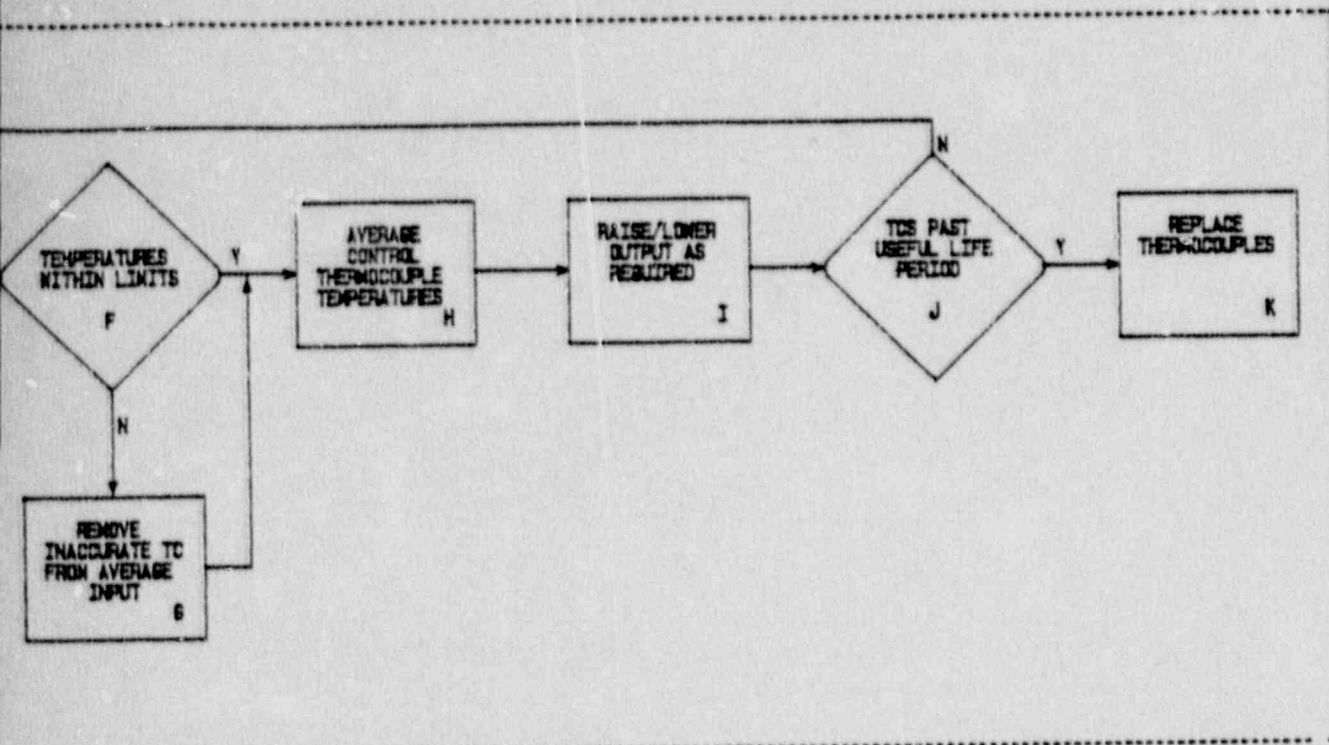 N
TEMPERATURES
WITHIN LIMITS
F
Y
AVERAGE
CONTROL
THERMOCOUPLE
TEMPERATURES
H
RAISE/LOWER
OUTPUT AS
REQUIRED
I
TCS PAST
USEFUL LIFE
PERIOD
J
Y
REPLACE
THERMOCOUPLES
K
N
REMOVE
INACCURATE TC
FROM AVERAGE
INPUT
G